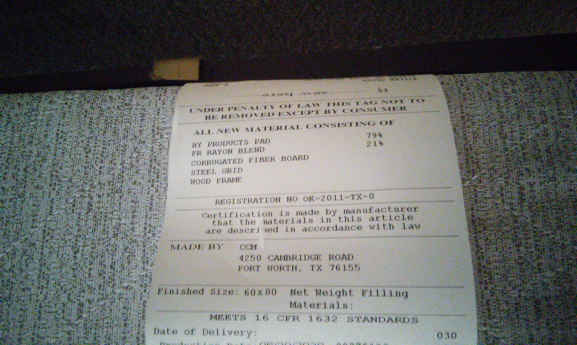 UNDER PENALTY OF LAW THIS TAG NOT TO
BE REMOVED EXCEPT BY CONSUMER
ALL NEW MATERIAL CONSISTING OF
BY PRODUCTS PAD 79%
FR RAYON BLEND 21%
CORRUGATED FIBER BOARD
STEEL GRID
WOOD FRAME
REGISTRATION NO OK-2011-TX-0
Certification is made by manufacturer
that the materials in this article
are described in accordance with law
MADE BY CCM
4250 CAMBRIDGE ROAD
FORT WORTH, TX 76155
Finished Size: 60x80 Net Weight Filling
Materials:
MEETS 16 CFR 1632 STANDARDS
Date of Delivery: 030